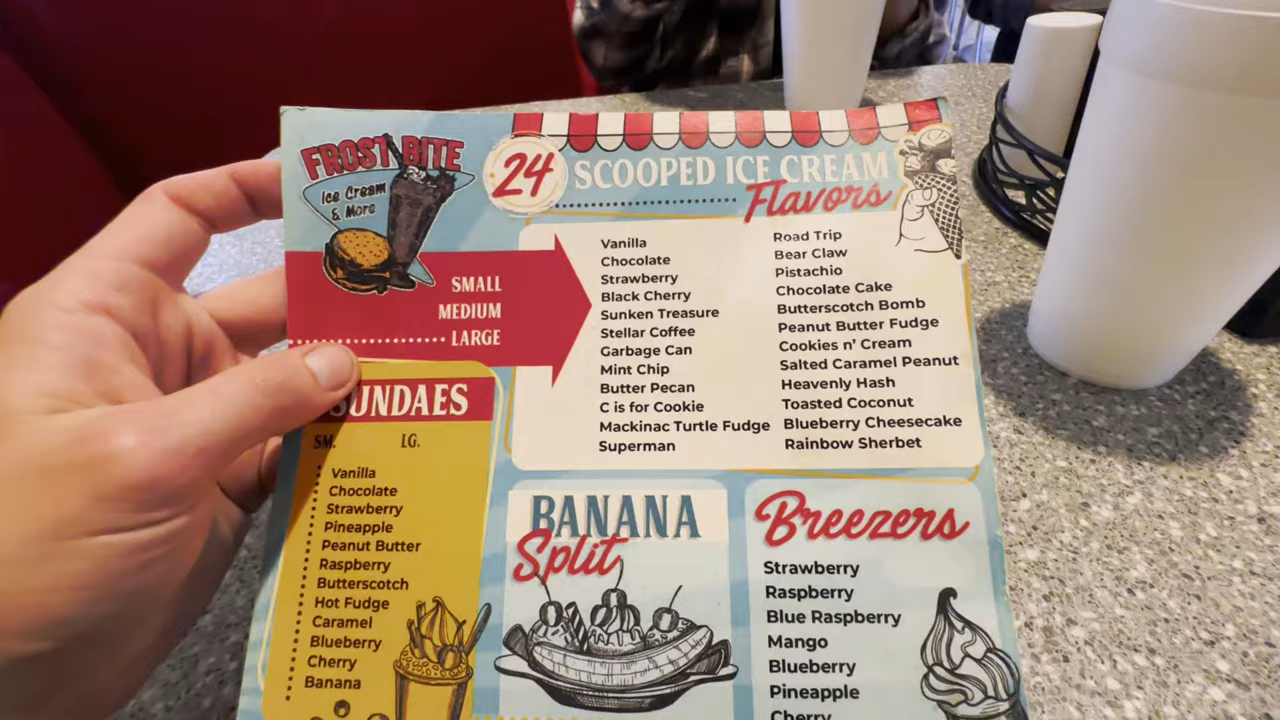 FROST BITE
Ice Cream
& More
24
SCOOPED ICE CREAM
Flavors
SMALL
MEDIUM
LARGE
Vanilla
Chocolate
Strawberry
Black Cherry
Sunken Treasure
Stellar Coffee
Garbage Can
Mint Chip
Butter Pecan
C is for Cookie
Mackinac Turtle Fudge
Superman
Road Trip
Bear Claw
Pistachio
Chocolate Cake
Butterscotch Bomb
Peanut Butter Fudge
Cookies n' Cream
Salted Caramel Peanut
Heavenly Hash
Toasted Coconut
Blueberry Cheesecake
Rainbow Sherbet
SUNDAES
SM. LG.
Vanilla
Chocolate
Strawberry
Pineapple
Peanut Butter
Raspberry
Butterscotch
Hot Fudge
Caramel
Blueberry
Cherry
Banana
BANANA
Split
Breezers
Strawberry
Raspberry
Blue Raspberry
Mango
Blueberry
Pineapple
Cherry